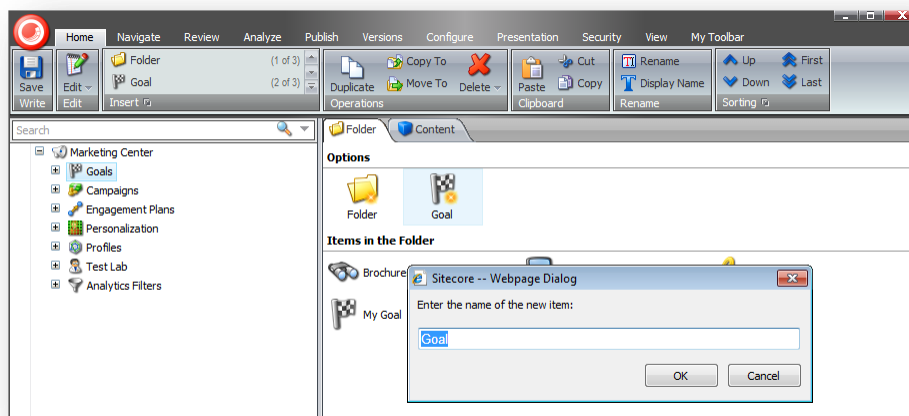 Home Navigate Review Analyze Publish Versions Configure Presentation Security View My Toolbar
Folder (1 of 3) Copy To Cut Rename Up First
Goal (2 of 3) Move To Copy Display Name Down Last
Save Edit Duplicate Delete Paste
Write Edit Insert Operations Clipboard Rename Sorting
Search
Folder Content
Marketing Center
Goals
Campaigns
Engagement Plans
Personalization
Profiles
Test Lab
Analytics Filters
Options
Folder Goal
Items in the Folder
Brochure
My Goal
Sitecore -- Webpage Dialog
Enter the name of the new item:
Goal
OK Cancel